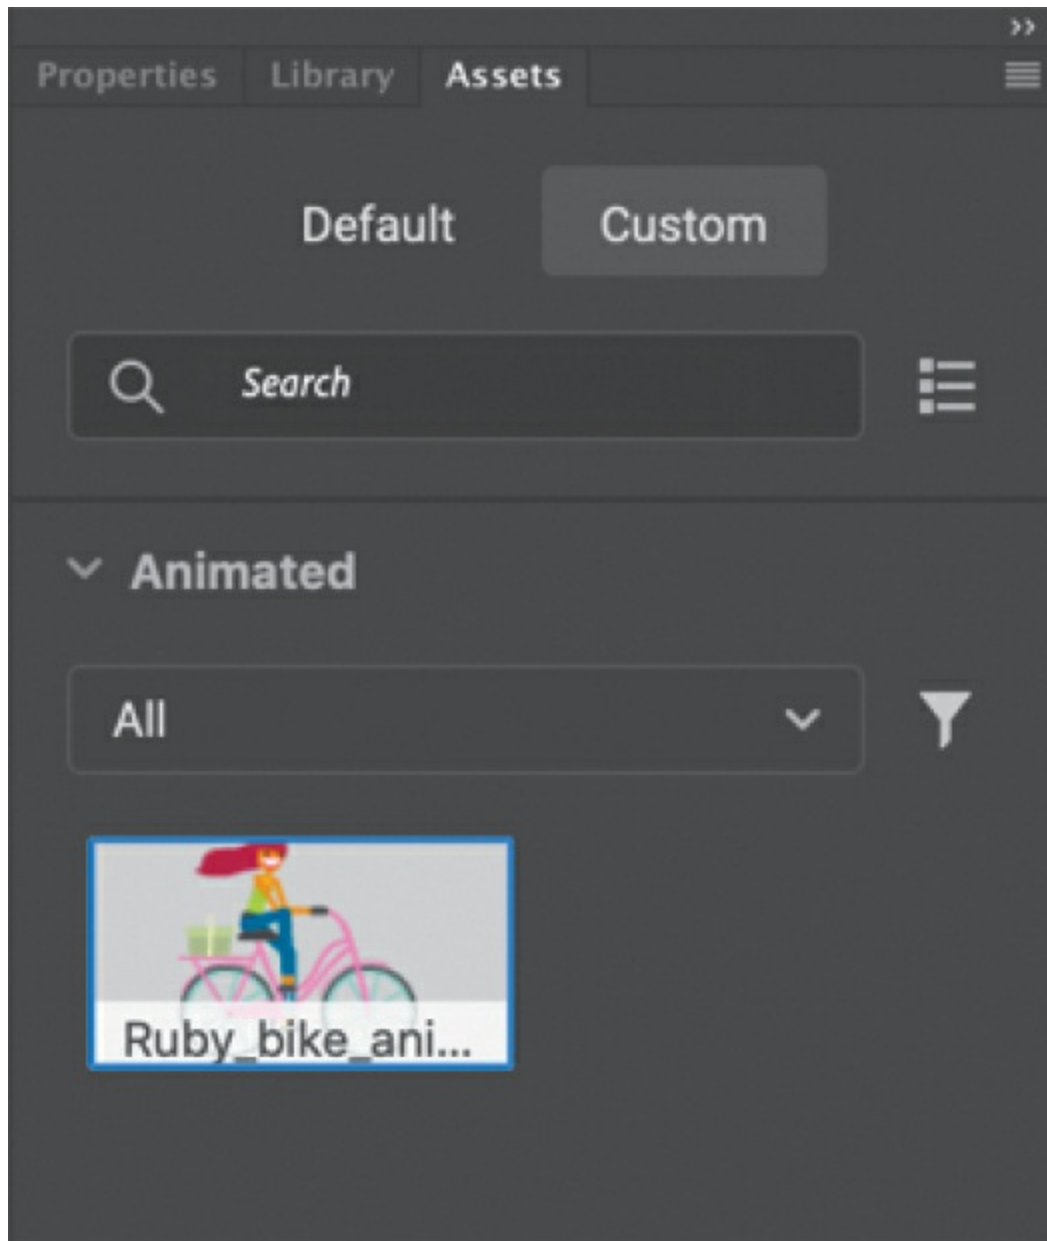 Properties Library Assets
Default Custom
Search
Animated
All
Ruby_bike_ani...